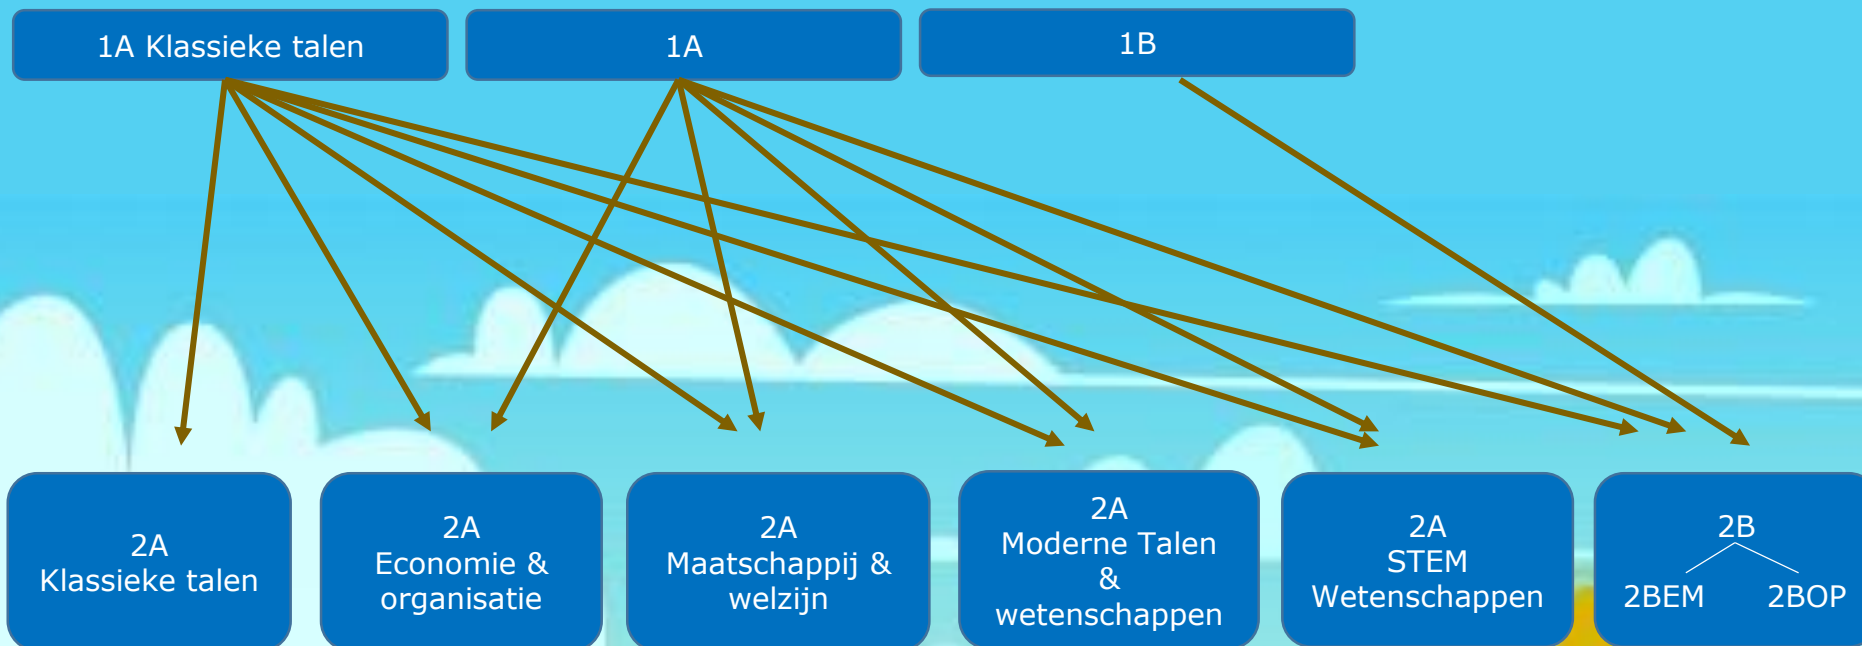 1A Klassieke talen
1A
1B
2A
Klassieke talen
2A
Economie &
organisatie
2A
Maatschappij &
welzijn
2A
Moderne Talen
&
wetenschappen
2A
STEM
Wetenschappen
2B
2BEM
2BOP